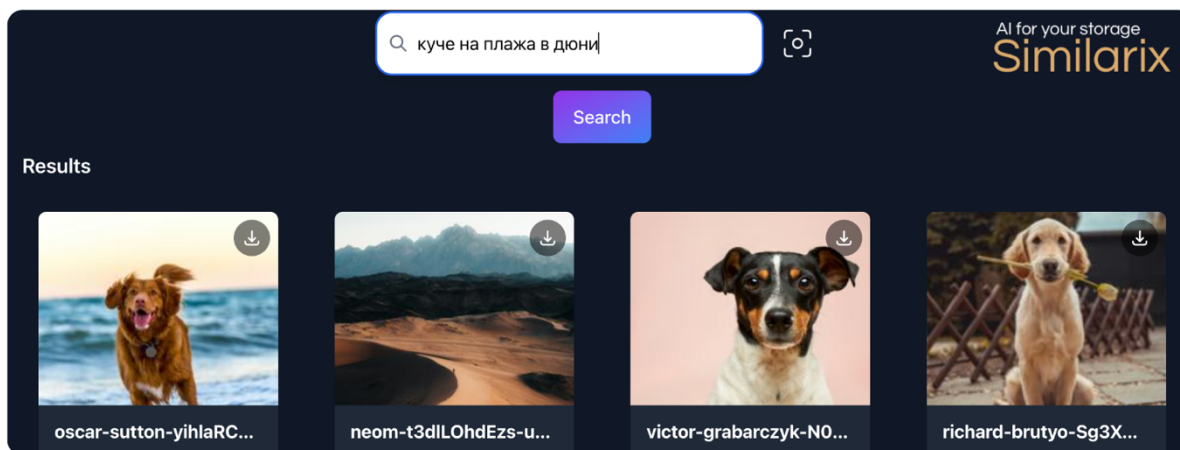 куче на плажа в дюни
AI for your storage
Similarix
Search
Results
oscar-sutton-yihlaRC...
neom-t3dlLOhdEzs-u...
victor-grabarczyk-N0...
richard-brutyo-Sg3X...